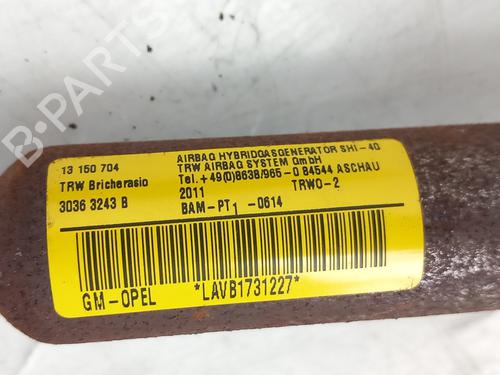 13 150 704
TRW Bricherasio
3036 3243 B
AIRBAG HYBRIDGASGENERATOR SHI-40
TRW AIRBAG SYSTEM GmbH
Tel.+49(0)8638/965-0 84544 ASCHAU
2011 TRWO-2
BAM-PT1 -0614
GM-OPEL *LAVB1731227*
B-PARTS